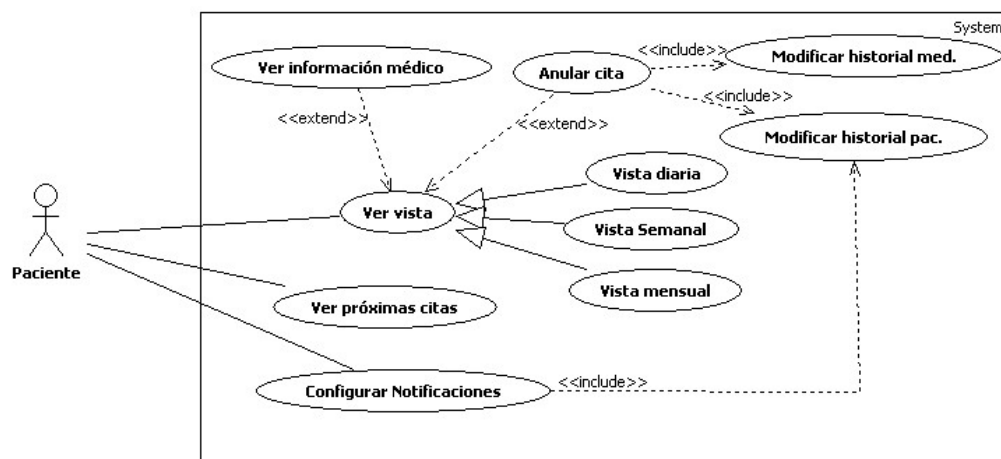 System
<<include>>
Ver información médico
Anular cita
Modificar historial med.
<<include>>
<<extend>>
<<extend>>
Modificar historial pac.
Vista diaria
Ver vista
Vista Semanal
Paciente
Vista mensual
Ver próximas citas
<<include>>
Configurar Notificaciones